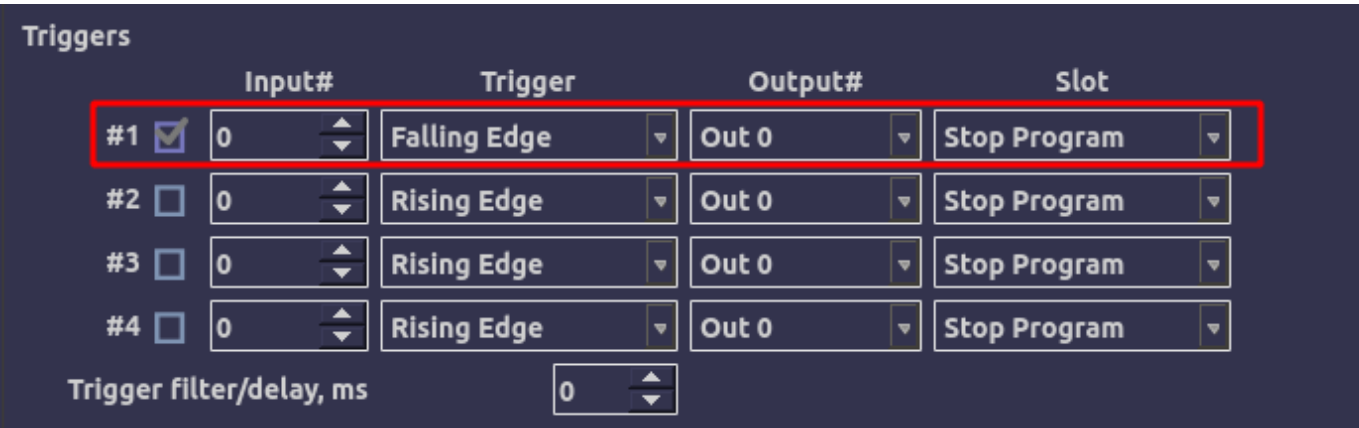 Triggers
Input# Trigger Output# Slot
#1 0 Falling Edge Out 0 Stop Program
#2 0 Rising Edge Out 0 Stop Program
#3 0 Rising Edge Out 0 Stop Program
#4 0 Rising Edge Out 0 Stop Program
Trigger filter/delay, ms 0